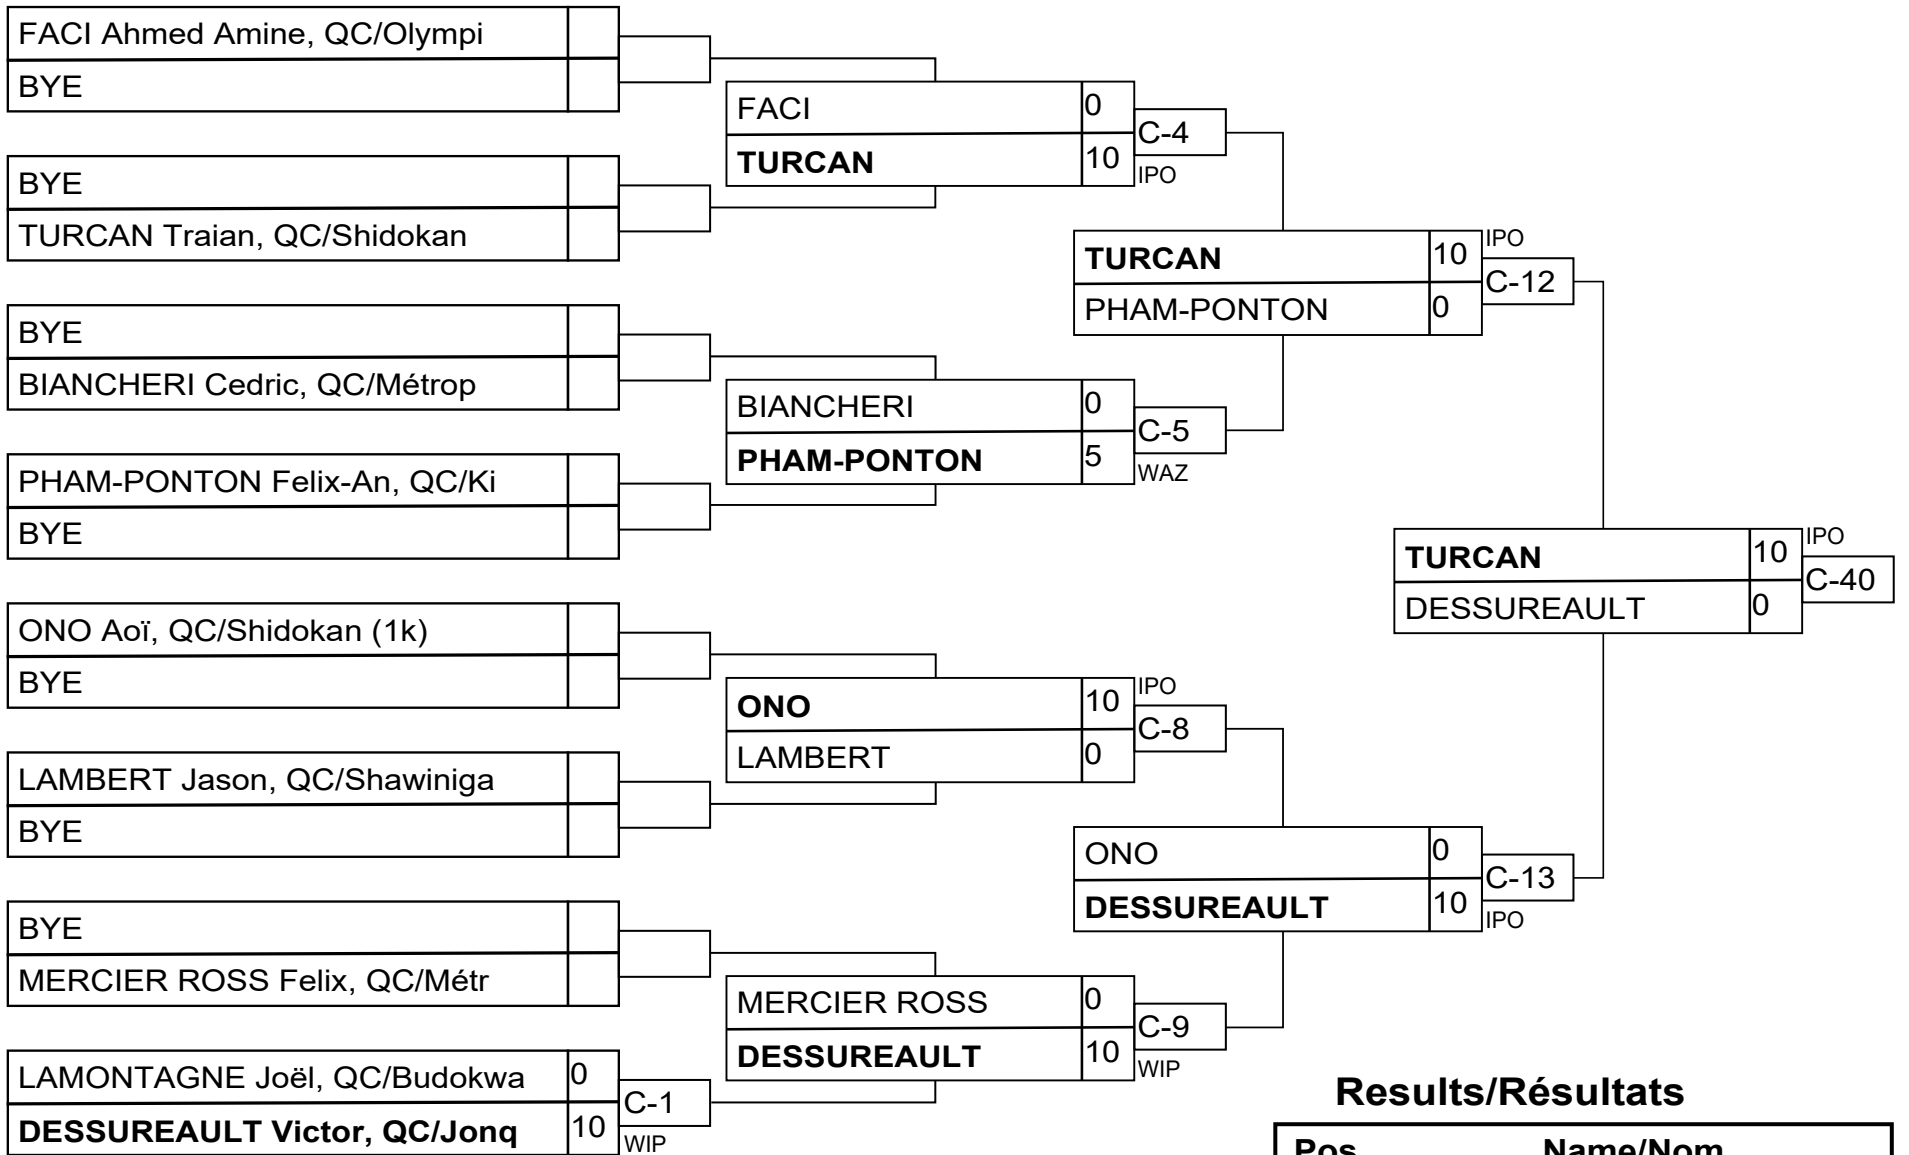 FACI Ahmed Amine, QC/Olympi
BYE
BYE
TURCAN Traian, QC/Shidokan
BYE
BIANCHERI Cedric, QC/Métrop
PHAM-PONTON Felix-An, QC/Ki
BYE
ONO Aoï, QC/Shidokan (1k)
BYE
LAMBERT Jason, QC/Shawiniga
BYE
BYE
MERCIER ROSS Felix, QC/Métr
LAMONTAGNE Joël, QC/Budokwa 0
C-1
DESSUREAULT Victor, QC/Jonq 10
WIP
FACI 0
C-4
TURCAN 10
IPO
BIANCHERI 0
C-5
PHAM-PONTON 5
WAZ
IPO
ONO 10
C-8
LAMBERT 0
MERCIER ROSS 0
C-9
DESSUREAULT 10
WIP
IPO
TURCAN 10
C-12
PHAM-PONTON 0
ONO 0
C-13
DESSUREAULT 10
IPO
IPO
TURCAN 10
C-40
DESSUREAULT 0
Results/Résultats
Pos Name/Nom